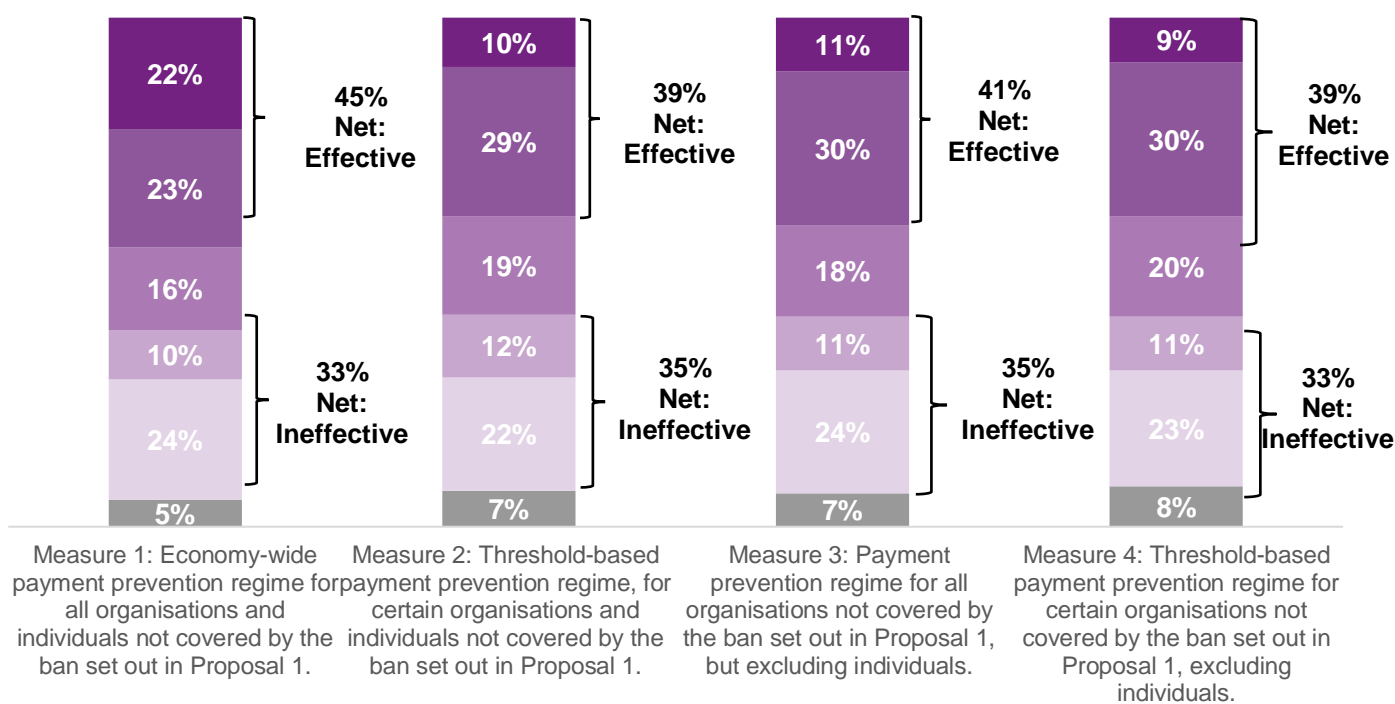 22%
23%
16%
10%
24%
5%
45%
Net:
Effective
33%
Net:
Ineffective
10%
29%
19%
12%
22%
7%
39%
Net:
Effective
35%
Net:
Ineffective
11%
30%
18%
11%
24%
7%
41%
Net:
Effective
35%
Net:
Ineffective
9%
30%
20%
11%
23%
8%
39%
Net:
Effective
33%
Net:
Ineffective
Measure 1: Economy-wide
payment prevention regime for
all organisations and
individuals not covered by the
ban set out in Proposal 1.
Measure 2: Threshold-based
payment prevention regime, for
certain organisations and
individuals not covered by the
ban set out in Proposal 1.
Measure 3: Payment
prevention regime for all
organisations not covered by
the ban set out in Proposal 1,
but excluding individuals.
Measure 4: Threshold-based
payment prevention regime for
certain organisations not
covered by the ban set out in
Proposal 1, excluding
individuals.